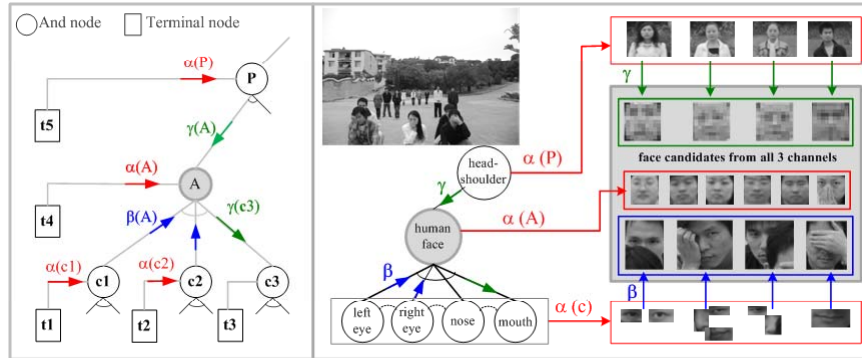 And node
Terminal node
α(P)
P
t5
γ(A)
α(A)
A
t4
β(A)
γ(c3)
α(c1)
α(c2)
c1
c2
c3
t1
t2
t3
head-
shoulder
α (P)
γ
human
face
α (A)
β
left
eye
right
eye
nose
mouth
α (c)
γ
face candidates from all 3 channels
β